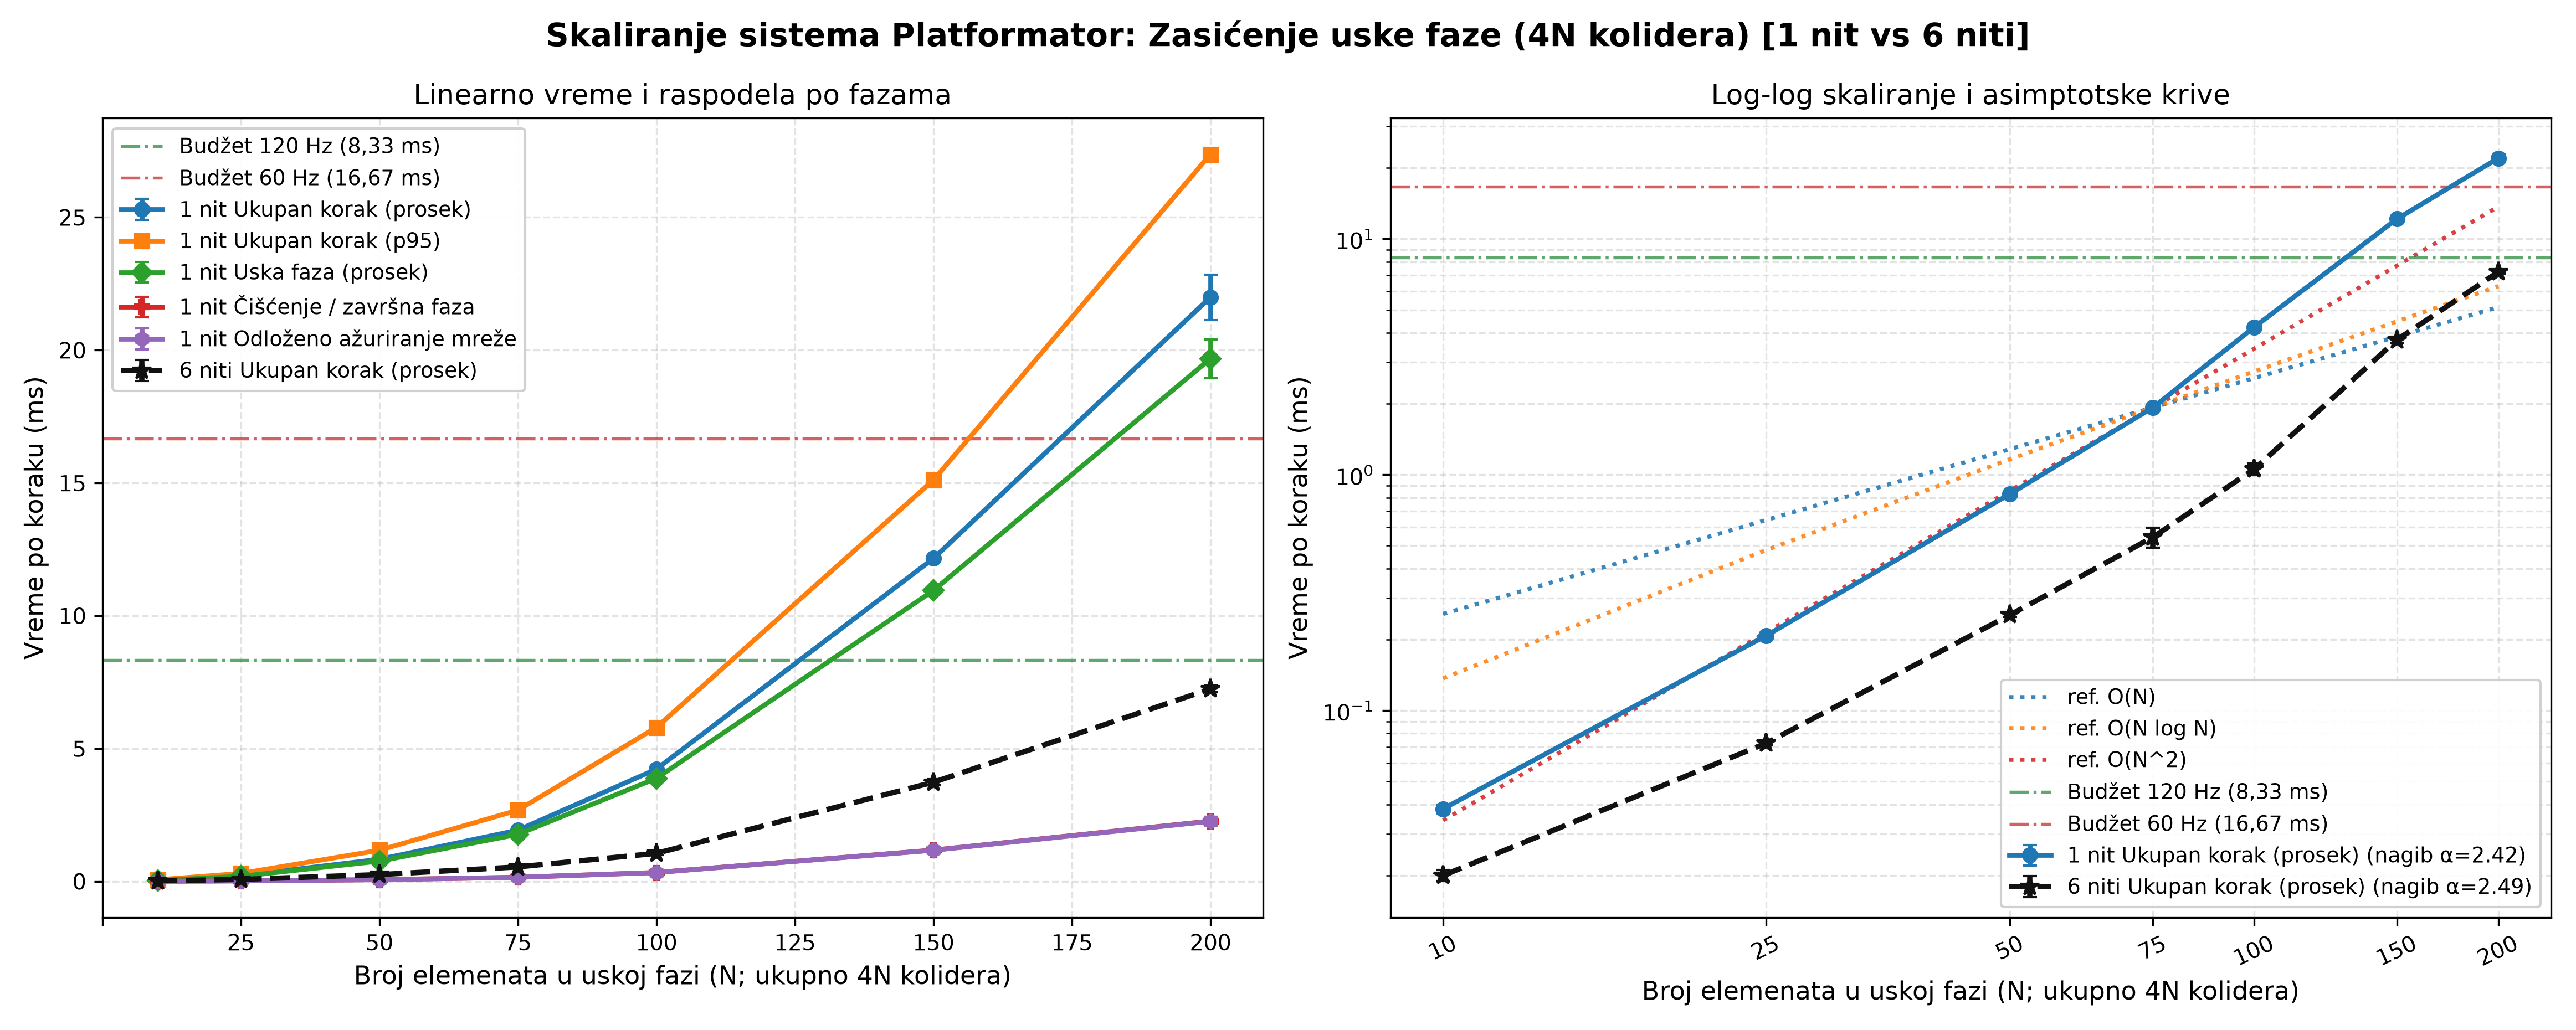 Skaliranje sistema Platformator: Zasićenje uske faze (4N kolidera) [1 nit vs 6 niti]
Linearno vreme i raspodela po fazama
Budžet 120 Hz (8,33 ms)
Budžet 60 Hz (16,67 ms)
1 nit Ukupan korak (prosek)
1 nit Ukupan korak (p95)
1 nit Uska faza (prosek)
1 nit Čišćenje / završna faza
1 nit Odloženo ažuriranje mreže
6 niti Ukupan korak (prosek)
Vreme po koraku (ms)
25
20
15
10
5
0
25 50 75 100 125 150 175 200
Broj elemenata u uskoj fazi (N; ukupno 4N kolidera)
Log-log skaliranje i asimptotske krive
Vreme po koraku (ms)
10¹
10⁰
10⁻¹
ref. O(N)
ref. O(N log N)
ref. O(N^2)
Budžet 120 Hz (8,33 ms)
Budžet 60 Hz (16,67 ms)
1 nit Ukupan korak (prosek) (nagib α=2.42)
6 niti Ukupan korak (prosek) (nagib α=2.49)
10 25 50 75 100 150 200
Broj elemenata u uskoj fazi (N; ukupno 4N kolidera)